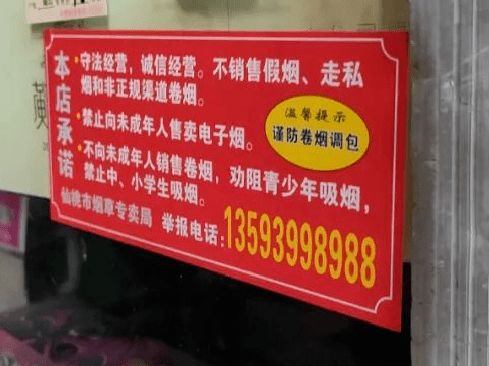 本店承诺
·守法经营，诚信经营。不销售假烟、走私
烟和非正规渠道卷烟。
·禁止向未成年人售卖电子烟。
·不向未成年人销售卷烟，劝阻青少年吸烟，
禁止中、小学生吸烟。
温馨提示
谨防卷烟调包
仙桃市烟草专卖局 举报电话:13593998988